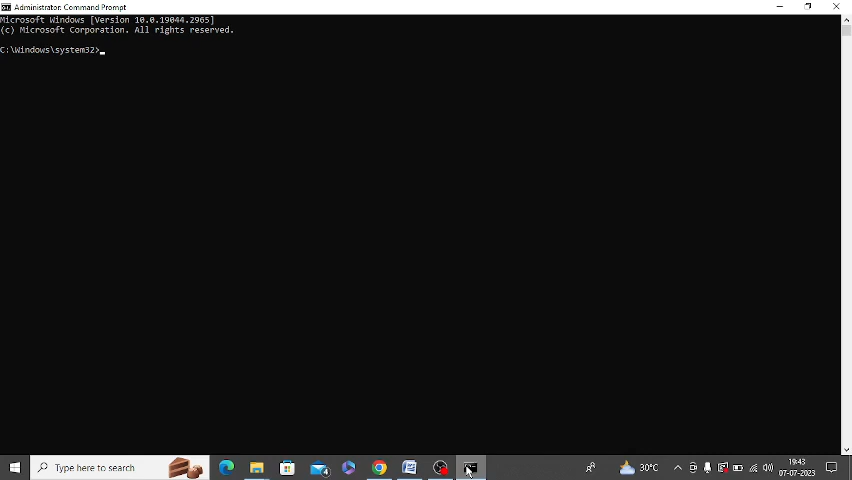 Administrator: Command Prompt
Microsoft Windows [Version 10.0.19044.2965]
(c) Microsoft Corporation. All rights reserved.
C:\Windows\system32>
Type here to search
4
30°C
19:43
07-07-2023